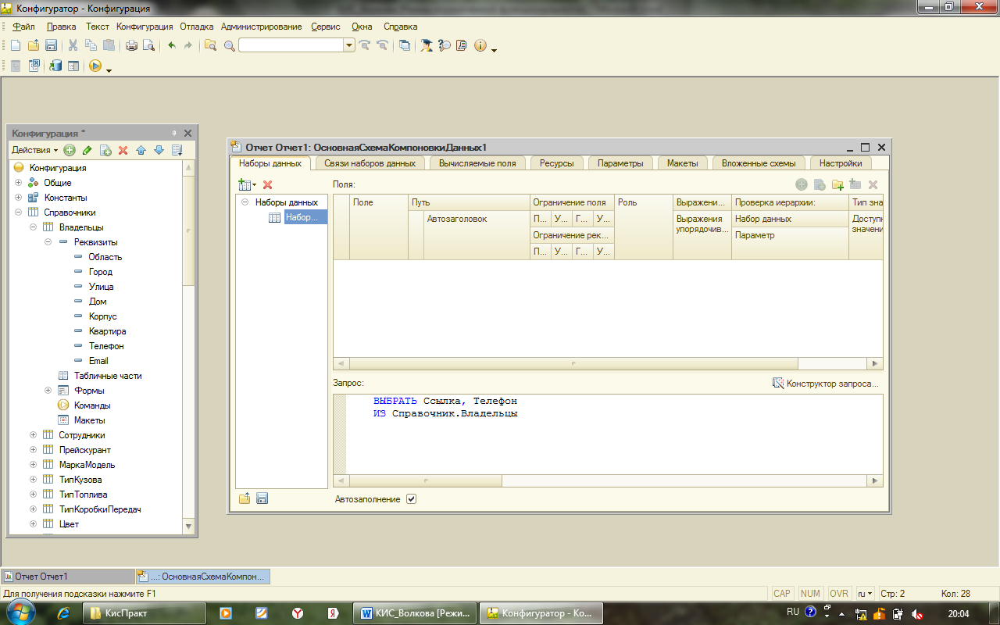 Конфигуратор - Конфигурация
Файл Правка Текст Конфигурация Отладка Администрирование Сервис Окна Справка
Конфигурация *
Действия
Конфигурация
Общие
Константы
Справочники
Владельцы
Реквизиты
Область
Город
Улица
Дом
Корпус
Квартира
Телефон
Email
Табличные части
Формы
Команды
Макеты
Сотрудники
Прейскурант
МаркаМодель
ТипКузова
ТипТоплива
ТипКоробкиПередач
Цвет
Отчет Отчет1: ОсновнаяСхемаКомпоновкиДанных1
Наборы данных Связи наборов данных Вычисляемые поля Ресурсы Параметры Макеты Вложенные схемы Настройки
Наборы данных
Набор...
Поля:
Поле Путь Ограничение поля Роль Выражени... Проверка иерархии: Тип зна
Автозаголовок П... У... Г... У... Выражения упорядочив... Набор данных Доступн значени
Ограничение рек... Параметр
П... У... Г... У...
Запрос: Конструктор запроса...
ВЫБРАТЬ Ссылка, Телефон
ИЗ Справочник.Владельцы
Автозаполнение
Отчет Отчет1 ...: ОсновнаяСхемаКомпон...
Для получения подсказки нажмите F1 CAP NUM OVR ru Стр: 2 Кол: 28
КисПракт КИС_Волкова [Режи... Конфигуратор - Ко... RU 20:04